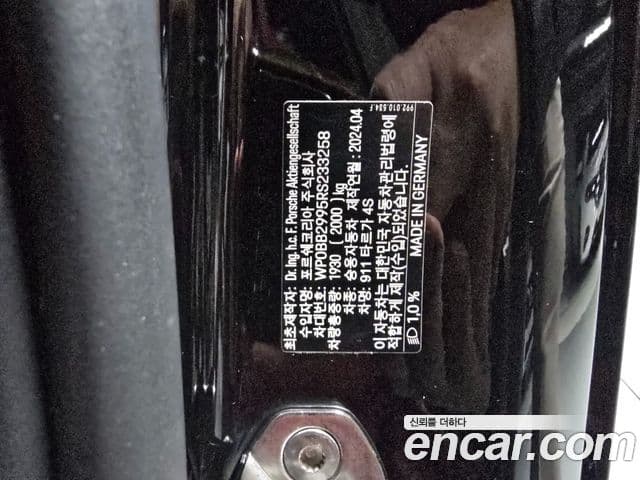 992.010.534.F
최초제작자: Dr. Ing. h.c. F. Porsche Aktiengesellschaft
수입자명: 포르쉐코리아 주식회사
차대번호: WP0BB2995RS233258
차량총중량: 1930 ( 2000 ) kg
차종: 승용자동차 제작연월: 2024.04
차명: 911 타르가 4S
이 자동차는 대한민국 자동차관리법령에
적합하게 제작(수입)되었습니다.
1,0 % MADE IN GERMANY
신뢰를 더하다
encar.com